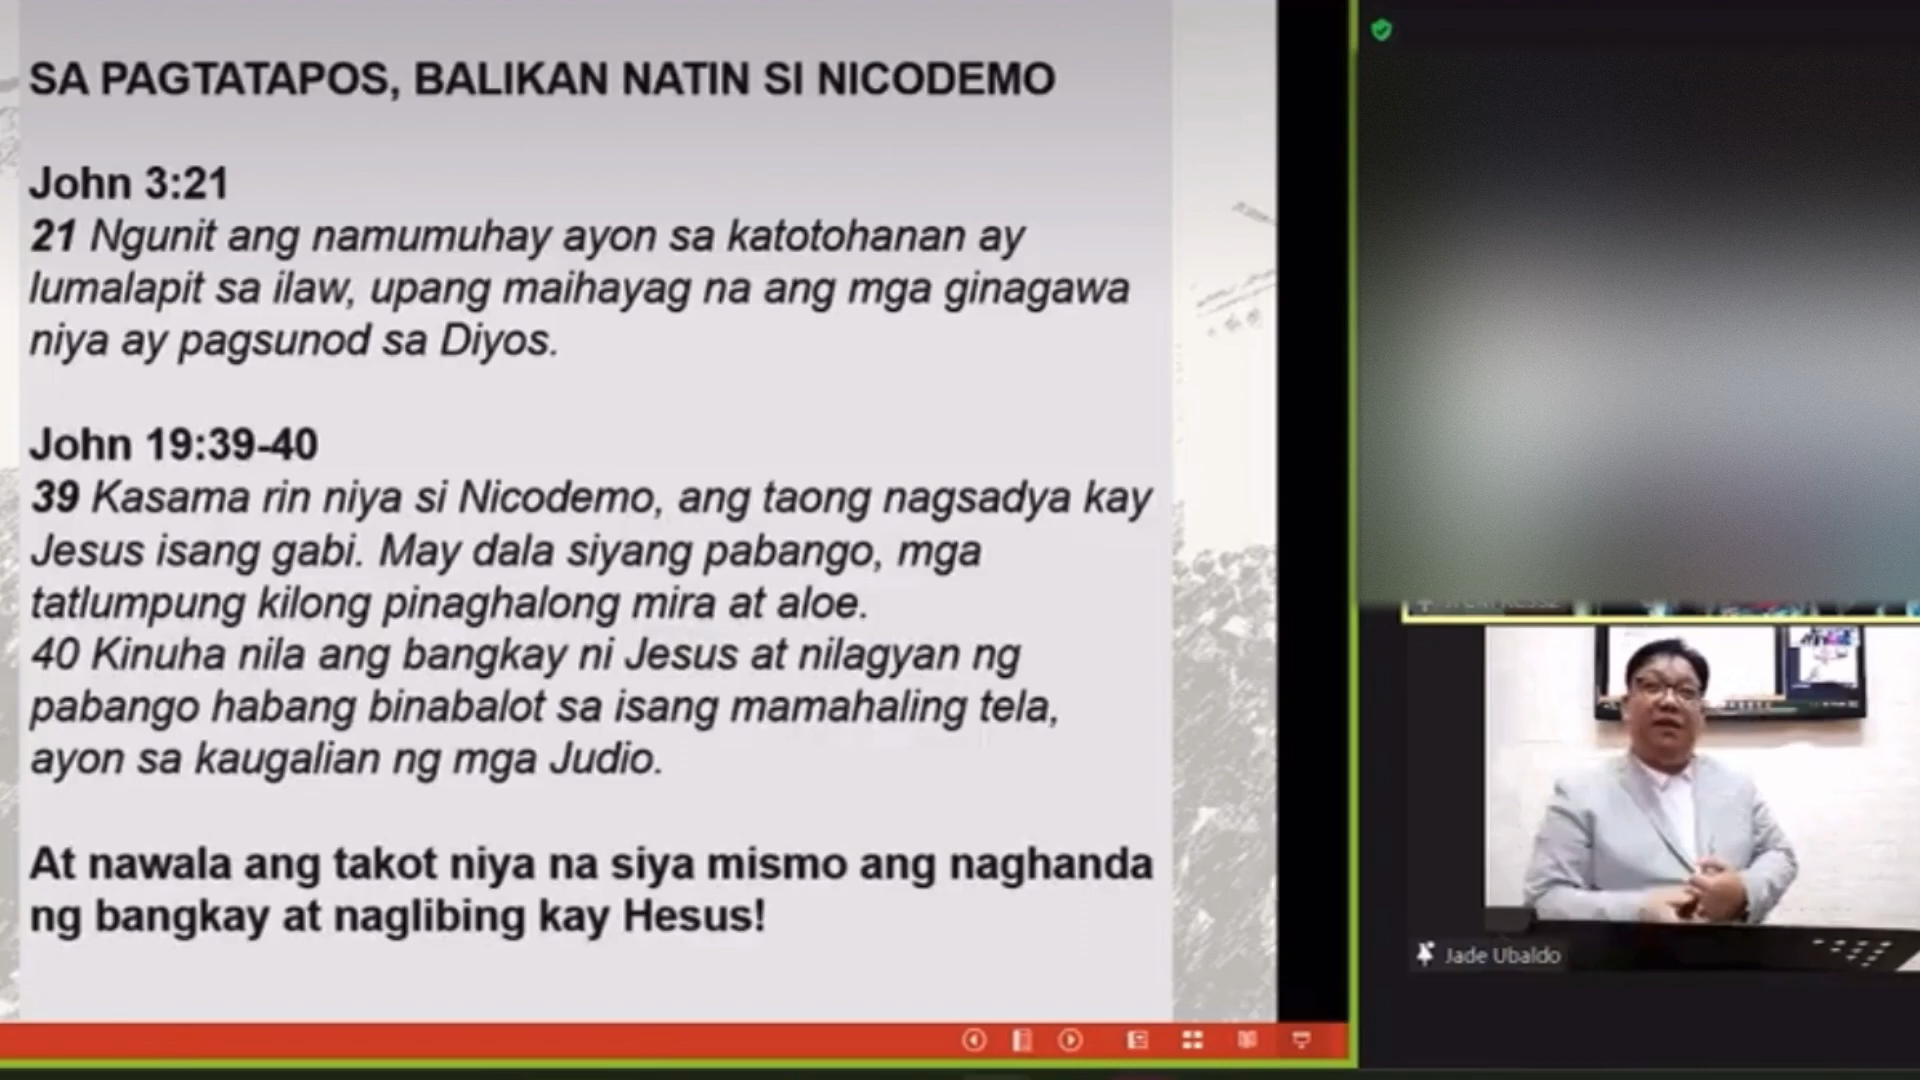 SA PAGTATAPOS, BALIKAN NATIN SI NICODEMO
John 3:21
21 Ngunit ang namumuhay ayon sa katotohanan ay
lumalapit sa ilaw, upang maihayag na ang mga ginagawa
niya ay pagsunod sa Diyos.
John 19:39-40
39 Kasama rin niya si Nicodemo, ang taong nagsadya kay
Jesus isang gabi. May dala siyang pabango, mga
tatlumpung kilong pinaghalong mira at aloe.
40 Kinuha nila ang bangkay ni Jesus at nilagyan ng
pabango habang binabalot sa isang mamahaling tela,
ayon sa kaugalian ng mga Judio.
At nawala ang takot niya na siya mismo ang naghanda
ng bangkay at naglibing kay Hesus!
Jade Ubaldo